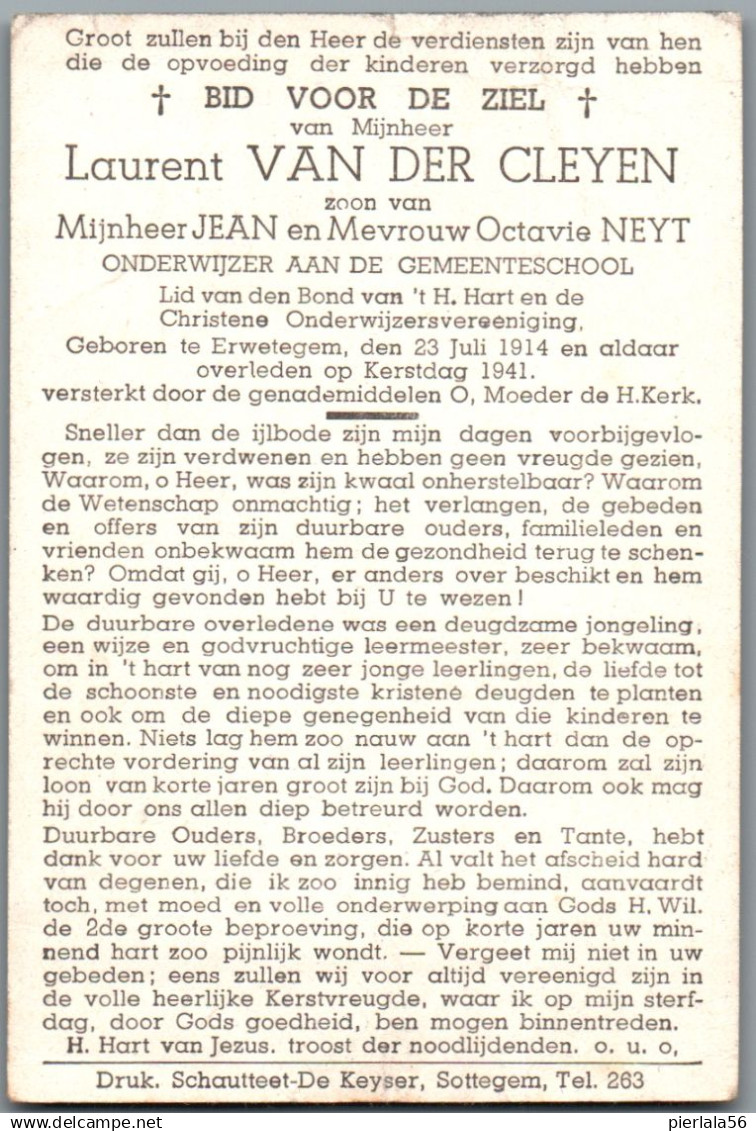 Groot zullen bij den Heer de verdiensten zijn van hen
die de opvoeding der kinderen verzorgd hebben
† BID VOOR DE ZIEL †
van Mijnheer
Laurent VAN DER CLEYEN
zoon van
Mijnheer JEAN en Mevrouw Octavie NEYT
ONDERWIJZER AAN DE GEMEENTESCHOOL
Lid van den Bond van 't H. Hart en de
Christene Onderwijzersvereeniging,
Geboren te Erwetegem, den 23 Juli 1914 en aldaar
overleden op Kerstdag 1941.
versterkt door de genademiddelen O, Moeder de H.Kerk.
Sneller dan de ijlbode zijn mijn dagen voorbijgevlo-
gen, ze zijn verdwenen en hebben geen vreugde gezien,
Waarom, o Heer, was zijn kwaal onherstelbaar? Waarom
de Wetenschap onmachtig; het verlangen, de gebeden
en offers van zijn duurbare ouders, familieleden en
vrienden onbekwaam hem de gezondheid terug te schen-
ken? Omdat gij, o Heer, er anders over beschikt en hem
waardig gevonden hebt bij U te wezen!
De duurbare overledene was een deugdzame jongeling,
een wijze en godvruchtige leermeester, zeer bekwaam,
om in 't hart van nog zeer jonge leerlingen, de liefde tot
de schoonste en noodigste kristene deugden te planten
en ook om de diepe genegenheid van die kinderen te
winnen. Niets lag hem zoo nauw aan 't hart dan de op-
rechte vordering van al zijn leerlingen; daarom zal zijn
loon van korte jaren groot zijn bij God. Daarom ook mag
hij door ons allen diep betreurd worden.
Duurbare Ouders, Broeders, Zusters en Tante, hebt
dank voor uw liefde en zorgen. Al valt het afscheid hard
van degenen, die ik zoo innig heb bemind, aanvaardt
toch, met moed en volle onderwerping aan Gods H. Wil.
de 2de groote beproeving, die op korte jaren uw min-
nend hart zoo pijnlijk wondt. — Vergeet mij niet in uw
gebeden; eens zullen wij voor altijd vereenigd zijn in
de volle heerlijke Kerstvreugde, waar ik op mijn sterf-
dag, door Gods goedheid, ben mogen binnentreden.
H. Hart van Jezus. troost der noodlijdenden. o. u. o,
Druk. Schautteet-De Keyser, Sottegem, Tel. 263
pierlala56